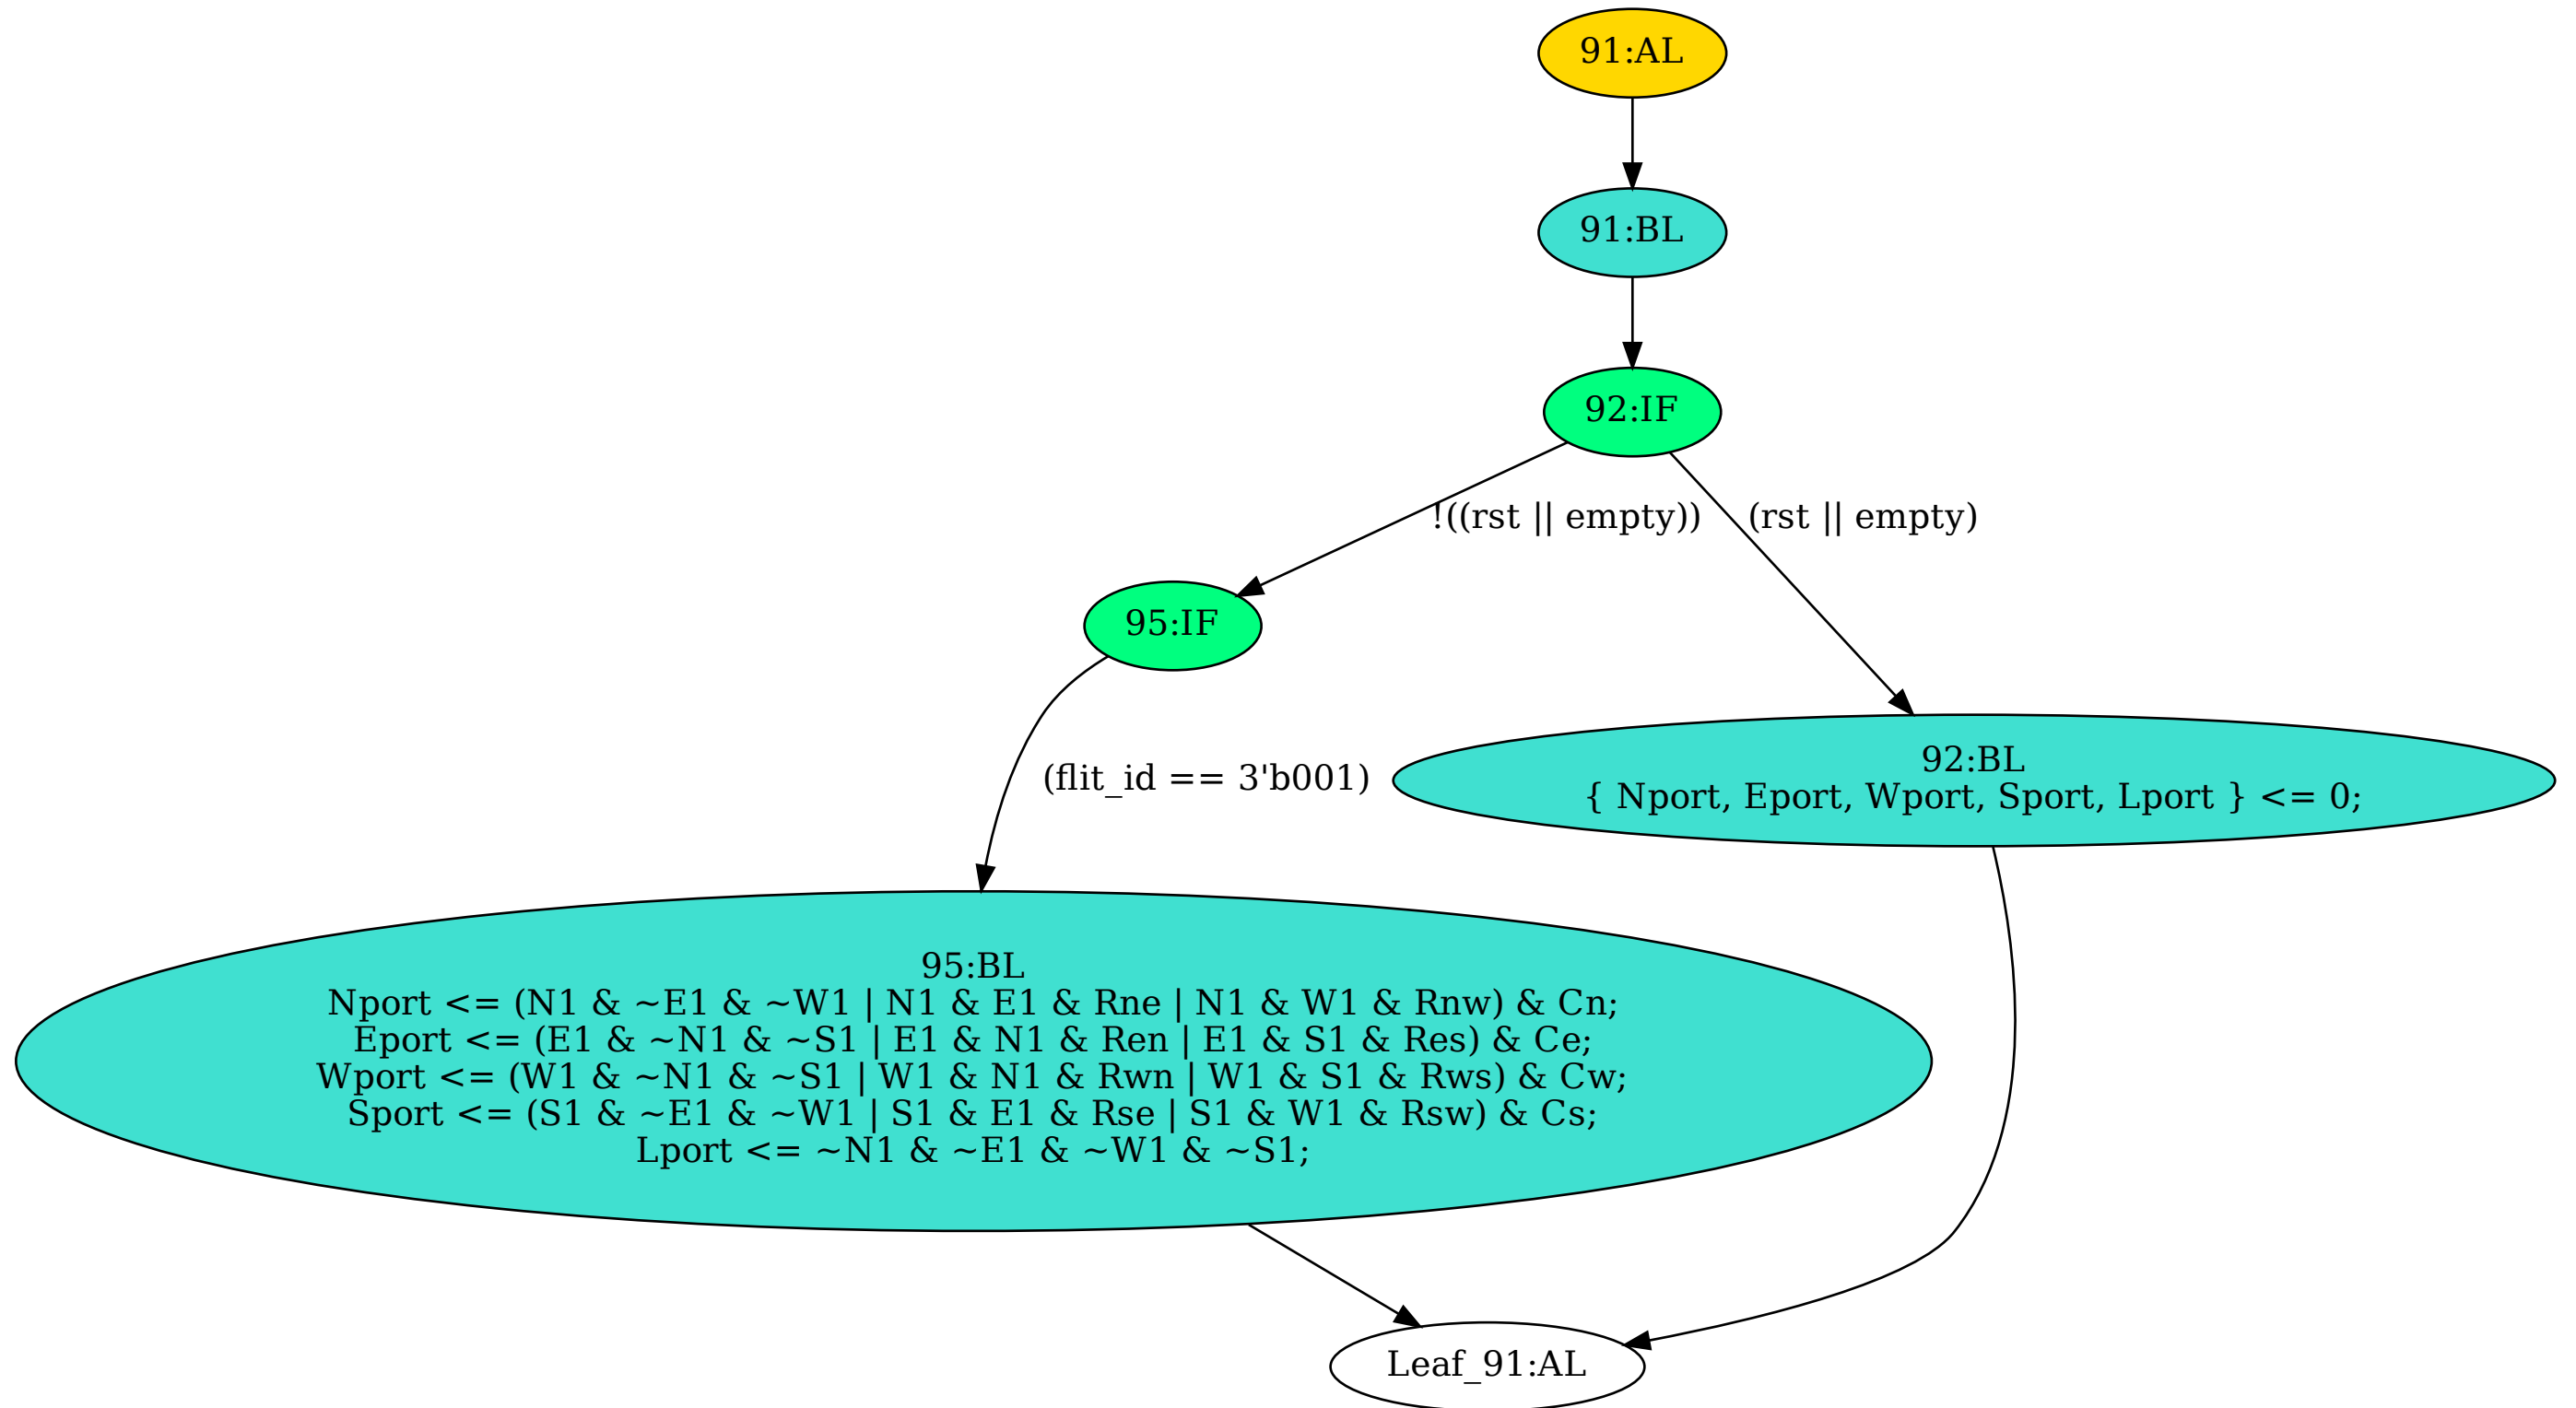 91:AL
91:BL
92:IF
!((rst || empty))
(rst || empty)
95:IF
(flit_id == 3'b001)
92:BL
{ Nport, Eport, Wport, Sport, Lport } <= 0;
95:BL
Nport <= (N1 & ~E1 & ~W1 | N1 & E1 & Rne | N1 & W1 & Rnw) & Cn;
Eport <= (E1 & ~N1 & ~S1 | E1 & N1 & Ren | E1 & S1 & Res) & Ce;
Wport <= (W1 & ~N1 & ~S1 | W1 & N1 & Rwn | W1 & S1 & Rws) & Cw;
Sport <= (S1 & ~E1 & ~W1 | S1 & E1 & Rse | S1 & W1 & Rsw) & Cs;
Lport <= ~N1 & ~E1 & ~W1 & ~S1;
Leaf_91:AL